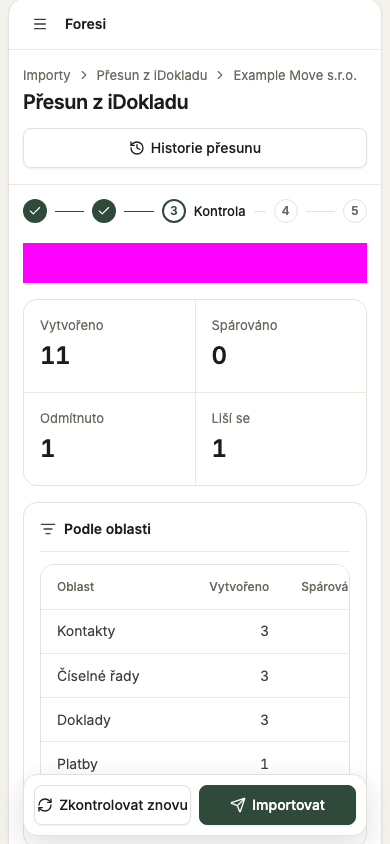 Foresi
Importy > Přesun z iDokladu > Example Move s.r.o.
Přesun z iDokladu
Historie přesunu
3 Kontrola 4 5
Vytvořeno Spárováno
11 0
Odmítnuto Liší se
1 1
Podle oblasti
Oblast Vytvořeno Spárová
Kontakty 3
Číselné řady 3
Doklady 3
Platby 1
Zkontrolovat znovu Importovat